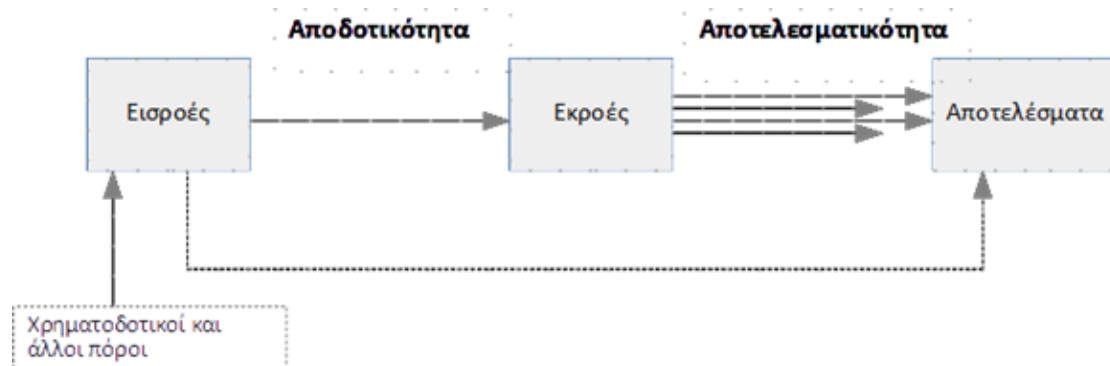 Αποδοτικότητα
Αποτελεσματικότητα
Εισροές
Εκροές
Αποτελέσματα
Χρηματοδοτικοί και
άλλοι πόροι